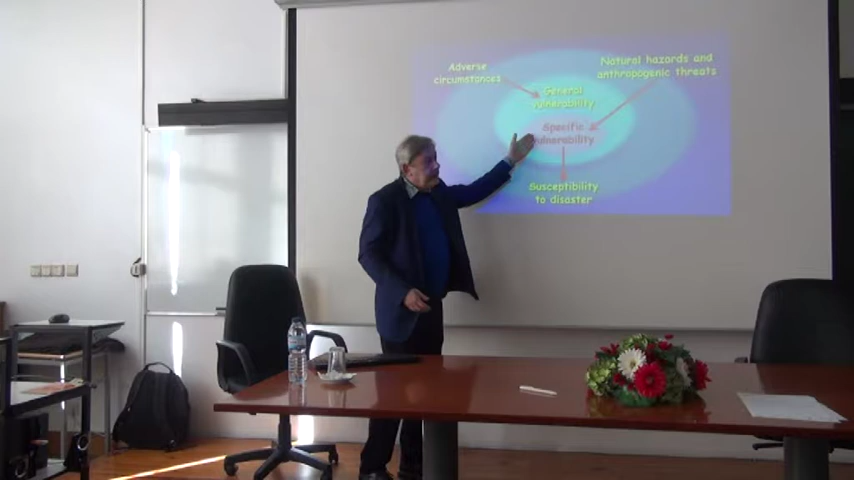 Adverse
circumstances
Natural hazards and
anthropogenic threats
General
vulnerability
Specific
vulnerability
Susceptibility
to disaster